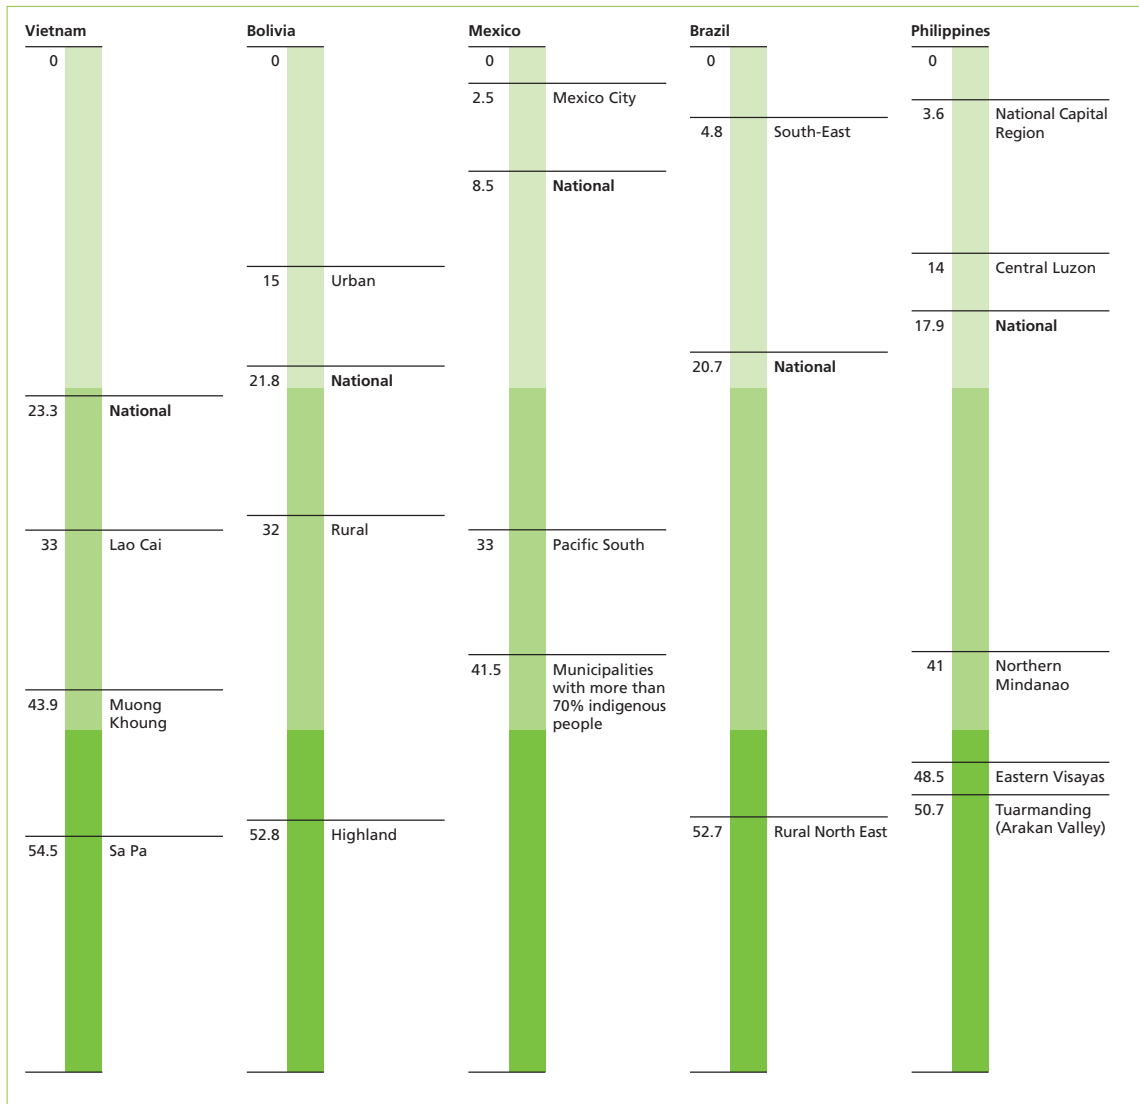 Vietnam
0
23.3 National
33 Lao Cai
43.9 Muong
Khoung
54.5 Sa Pa
Bolivia
0
15 Urban
21.8 National
32 Rural
52.8 Highland
Mexico
0
2.5 Mexico City
8.5 National
33 Pacific South
41.5 Municipalities
with more than
70% indigenous
people
Brazil
0
4.8 South-East
20.7 National
52.7 Rural North East
Philippines
0
3.6 National Capital
Region
14 Central Luzon
17.9 National
41 Northern
Mindanao
48.5 Eastern Visayas
50.7 Tuarmanding
(Arakan Valley)